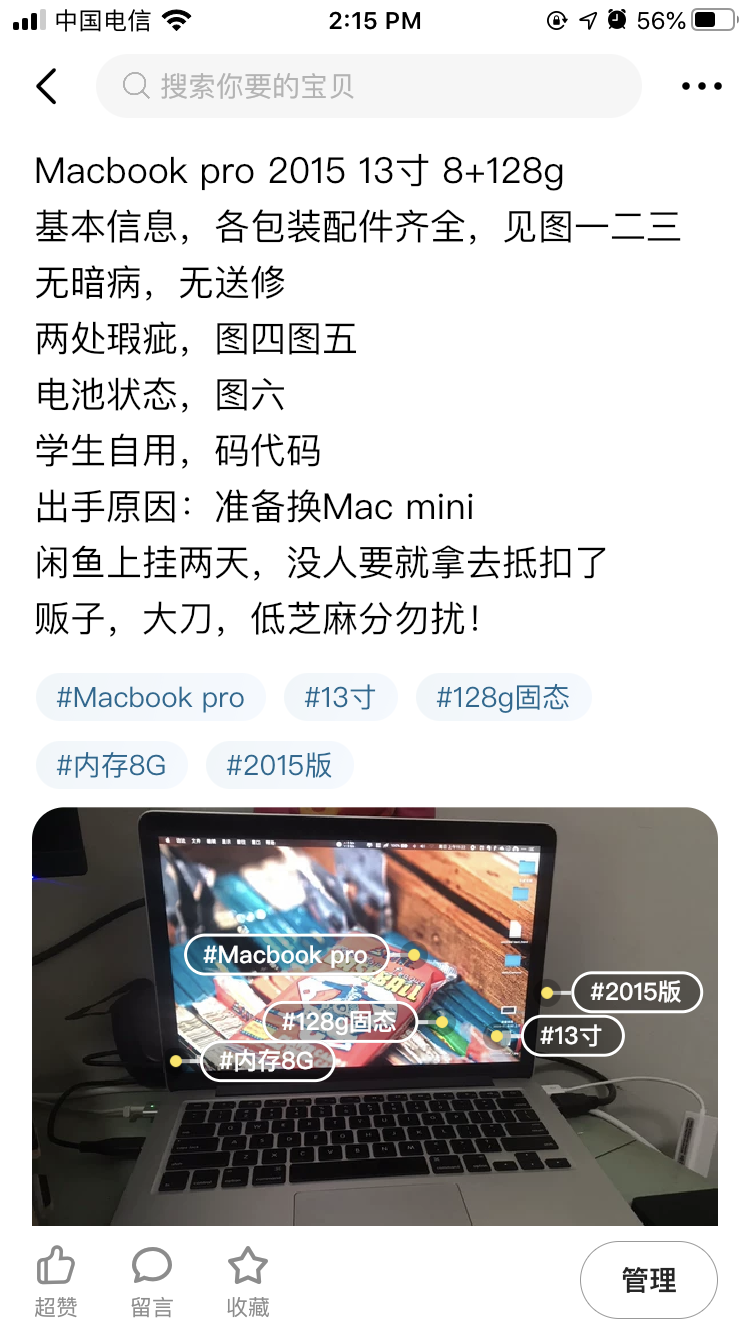 中国电信
2:15 PM
56%
搜索你要的宝贝
Macbook pro 2015 13寸 8+128g
基本信息，各包装配件齐全，见图一二三
无暗病，无送修
两处瑕疵，图四图五
电池状态，图六
学生自用，码代码
出手原因：准备换Mac mini
闲鱼上挂两天，没人要就拿去抵扣了
贩子，大刀，低芝麻分勿扰！
#Macbook pro
#13寸
#128g固态
#内存8G
#2015版
#Macbook pro
#2015版
#128g固态
#13寸
#内存8G
超赞
留言
收藏
管理